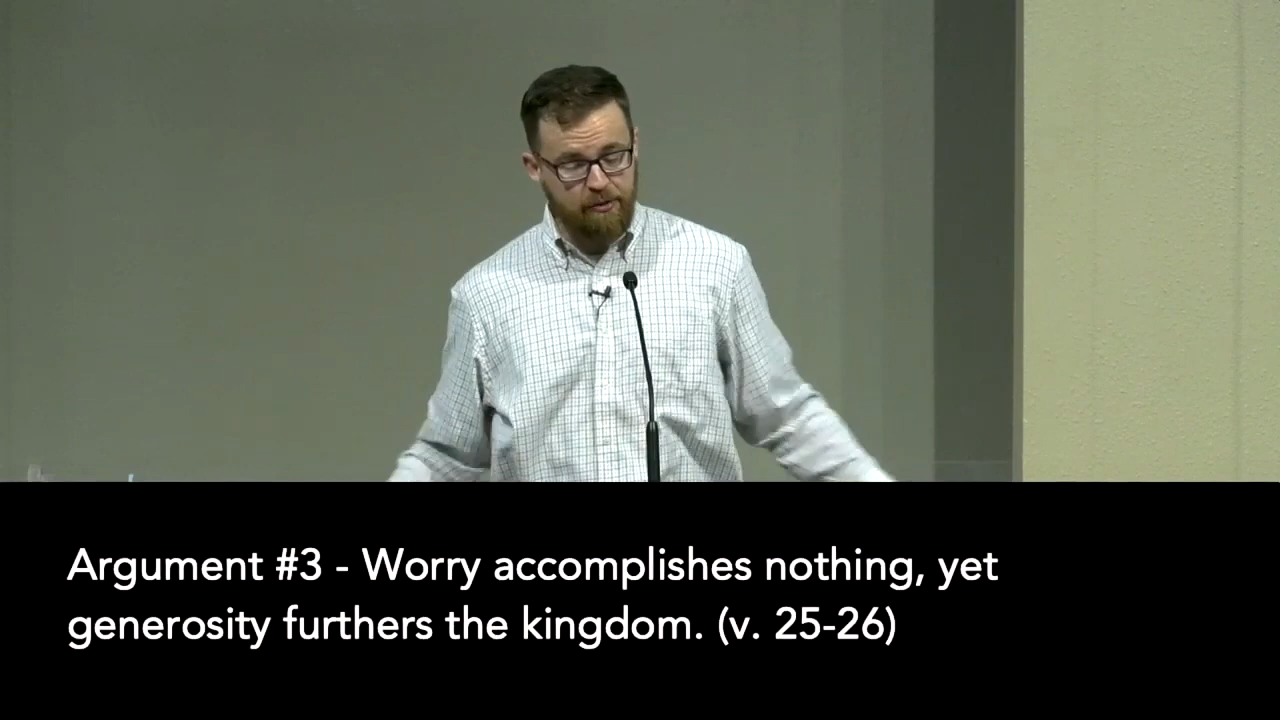 Argument #3 - Worry accomplishes nothing, yet
generosity furthers the kingdom. (v. 25-26)